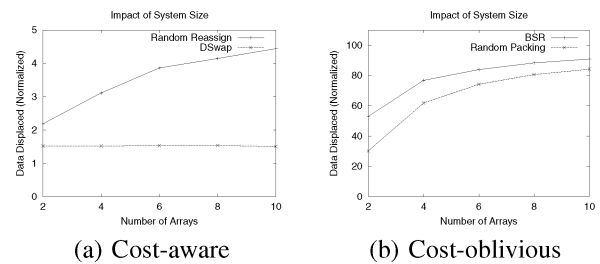 Impact of System Size
5
4
3
2
1
0
2 4 6 8 10
Data Displaced (Normalized)
Number of Arrays
Random Reassign
DSwap
(a) Cost-aware
Impact of System Size
100
80
60
40
20
0
2 4 6 8 10
Data Displaced (Normalized)
Number of Arrays
BSR
Random Packing
(b) Cost-oblivious